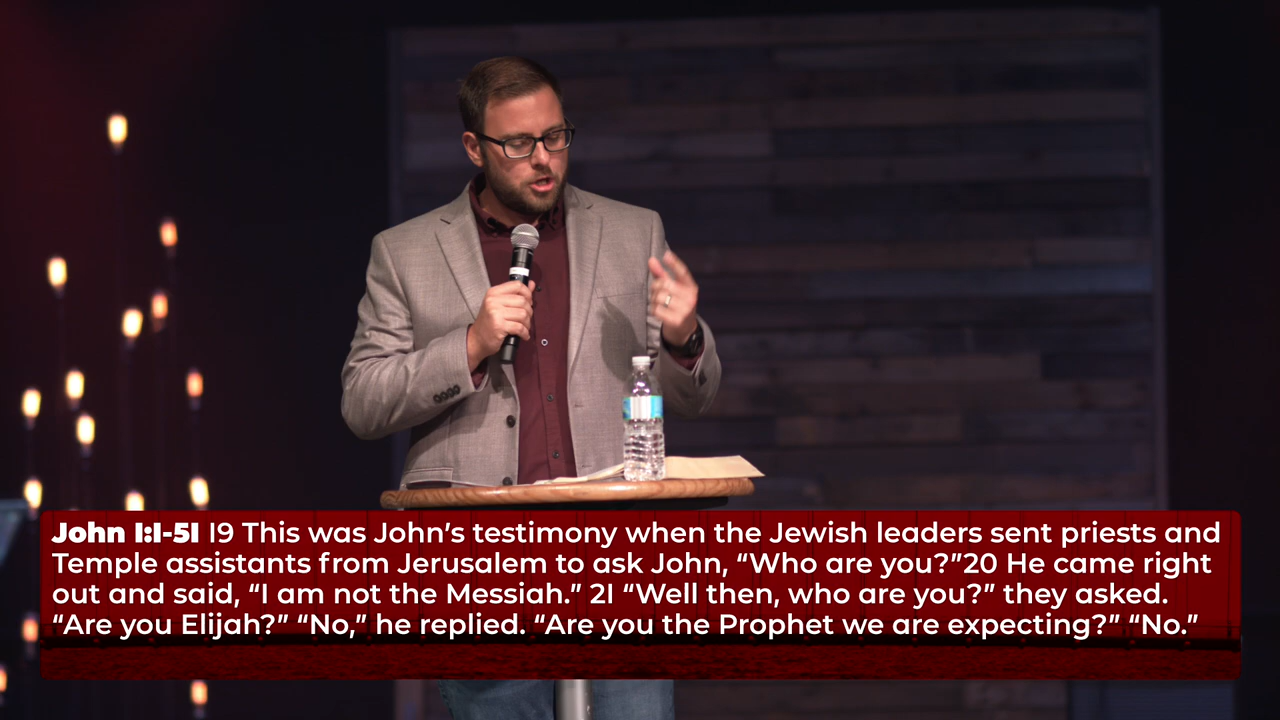 John 1:1-51 19 This was John’s testimony when the Jewish leaders sent priests and
Temple assistants from Jerusalem to ask John, “Who are you?”20 He came right
out and said, “I am not the Messiah.” 21 “Well then, who are you?” they asked.
“Are you Elijah?” “No,” he replied. “Are you the Prophet we are expecting?” “No.”